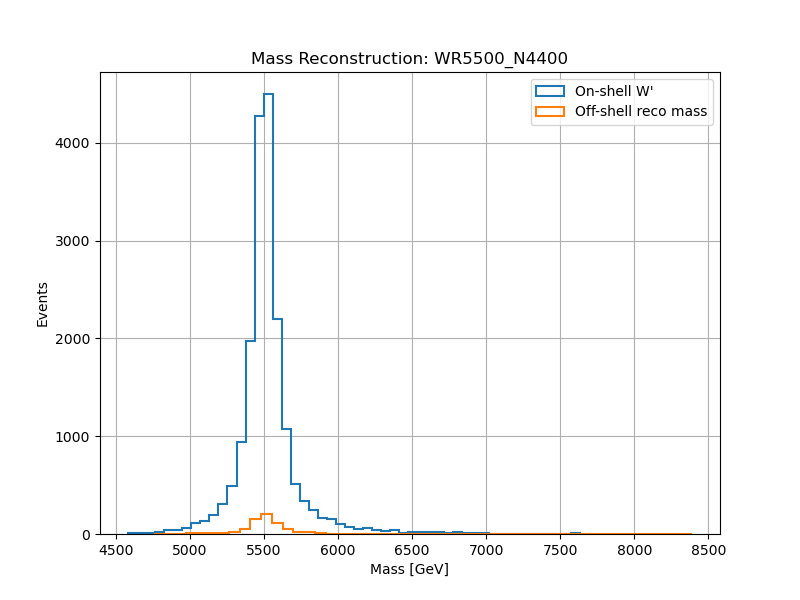 Mass Reconstruction: WR5500_N4400
On-shell W'
Off-shell reco mass
Events
4000
3000
2000
1000
0
4500 5000 5500 6000 6500 7000 7500 8000 8500
Mass [GeV]